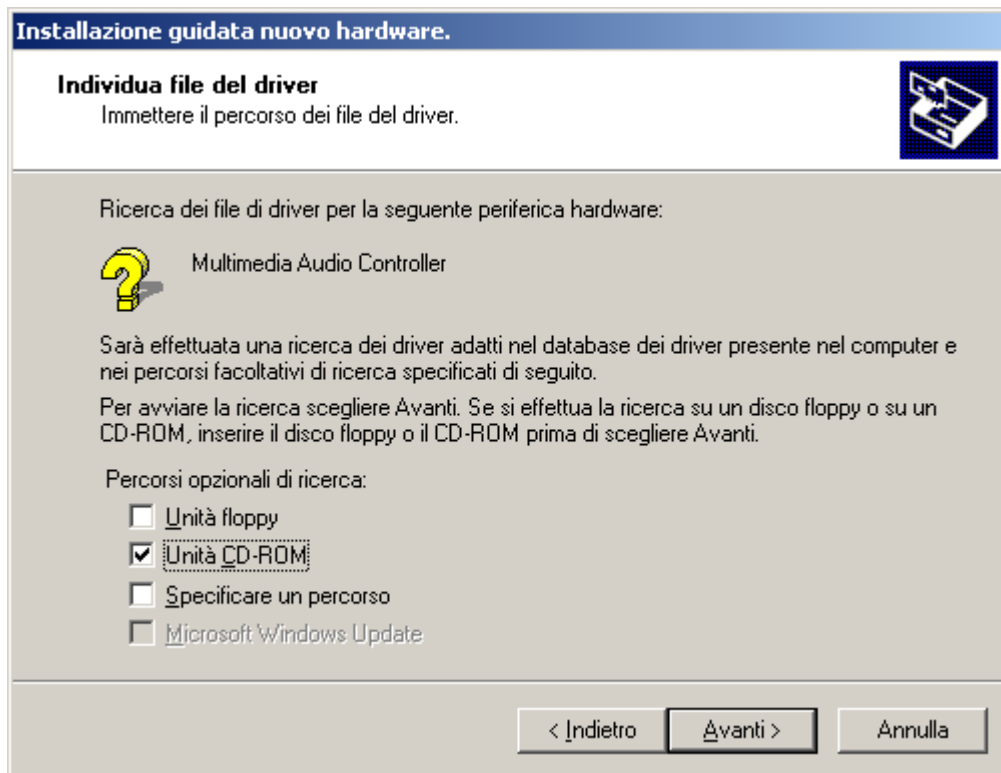 Installazione guidata nuovo hardware.
Individua file del driver
Immettere il percorso dei file del driver.
Ricerca dei file di driver per la seguente periferica hardware:
Multimedia Audio Controller
Sarà effettuata una ricerca dei driver adatti nel database dei driver presente nel computer e
nei percorsi facoltativi di ricerca specificati di seguito.
Per avviare la ricerca scegliere Avanti. Se si effettua la ricerca su un disco floppy o su un
CD-ROM, inserire il disco floppy o il CD-ROM prima di scegliere Avanti.
Percorsi opzionali di ricerca:
Unità floppy
Unità CD-ROM
Specificare un percorso
Microsoft Windows Update
< Indietro
Avanti >
Annulla